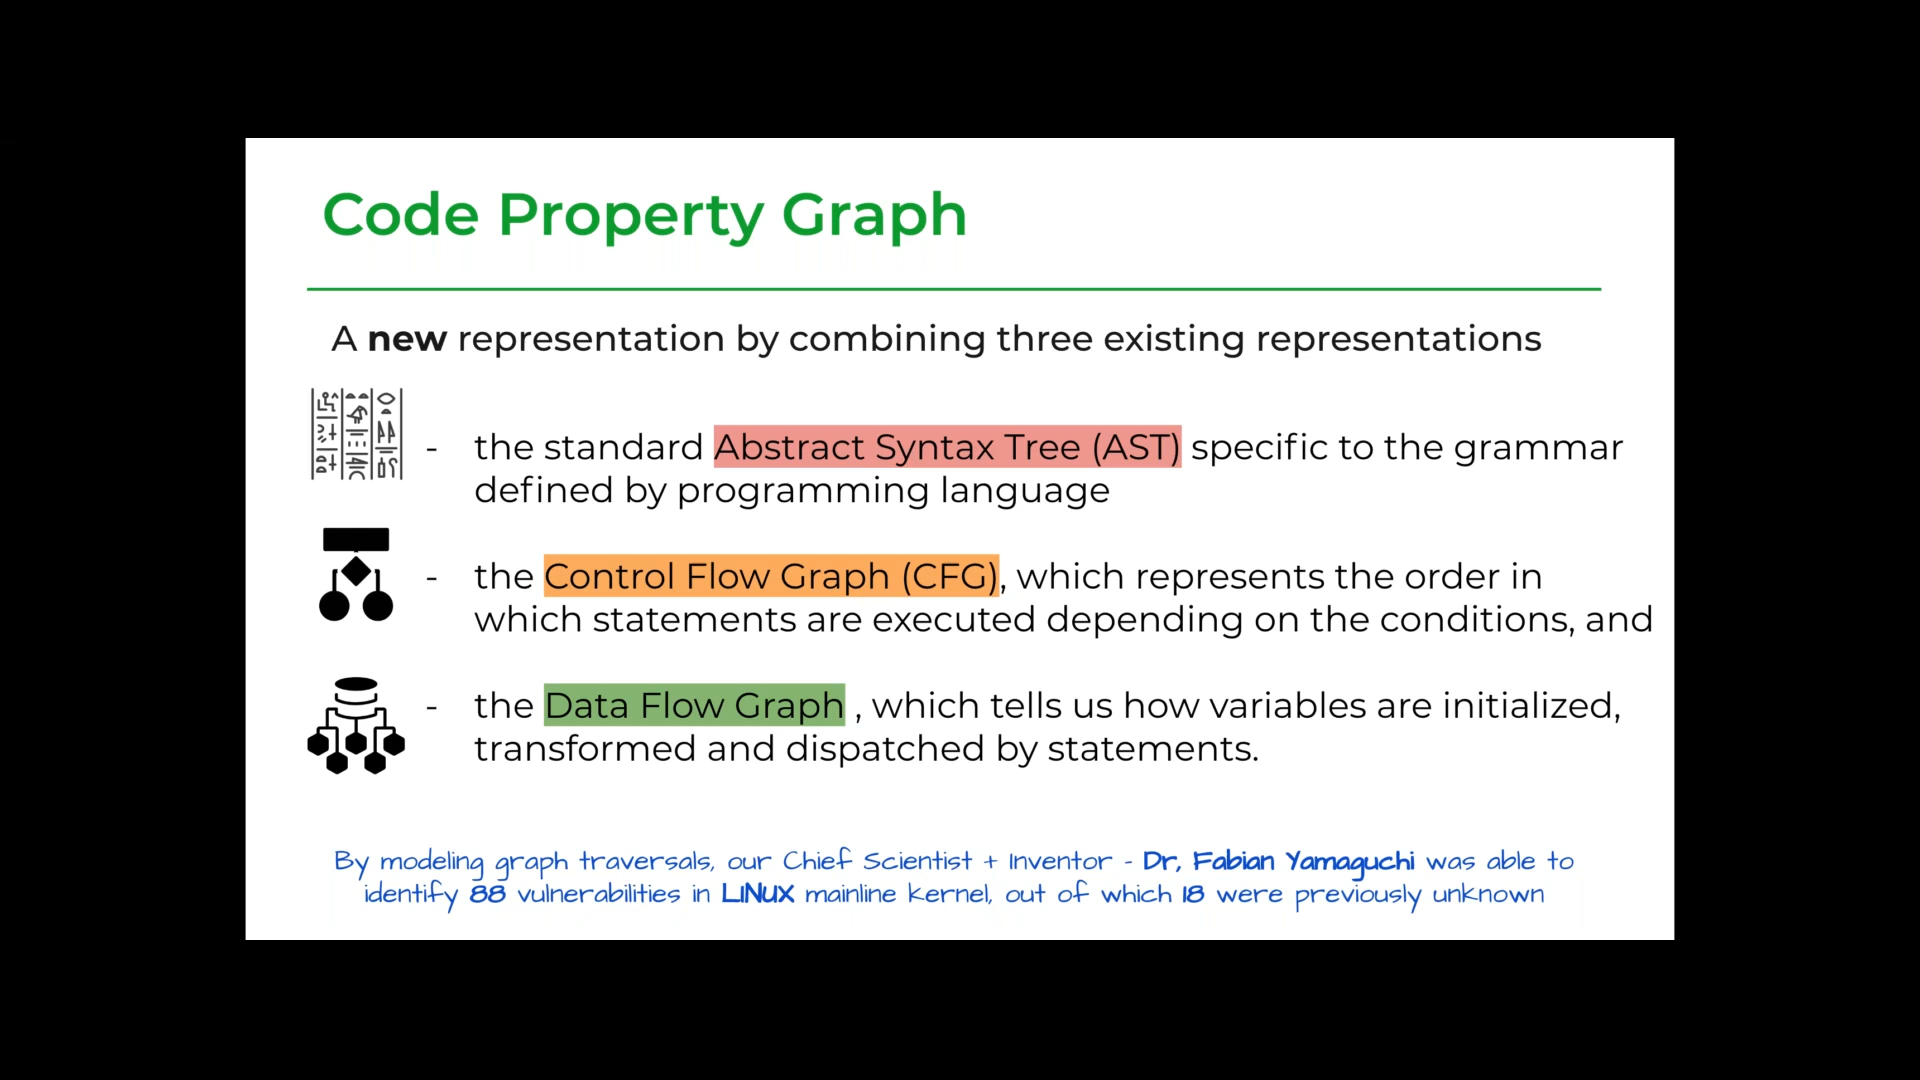 Code Property Graph
A new representation by combining three existing representations
- the standard Abstract Syntax Tree (AST) specific to the grammar
defined by programming language
- the Control Flow Graph (CFG), which represents the order in
which statements are executed depending on the conditions, and
- the Data Flow Graph , which tells us how variables are initialized,
transformed and dispatched by statements.
By modeling graph traversals, our Chief Scientist + Inventor - Dr, Fabian Yamaguchi was able to
identify 88 vulnerabilities in LiNux mainline kernel, out of which 18 were previously unknown